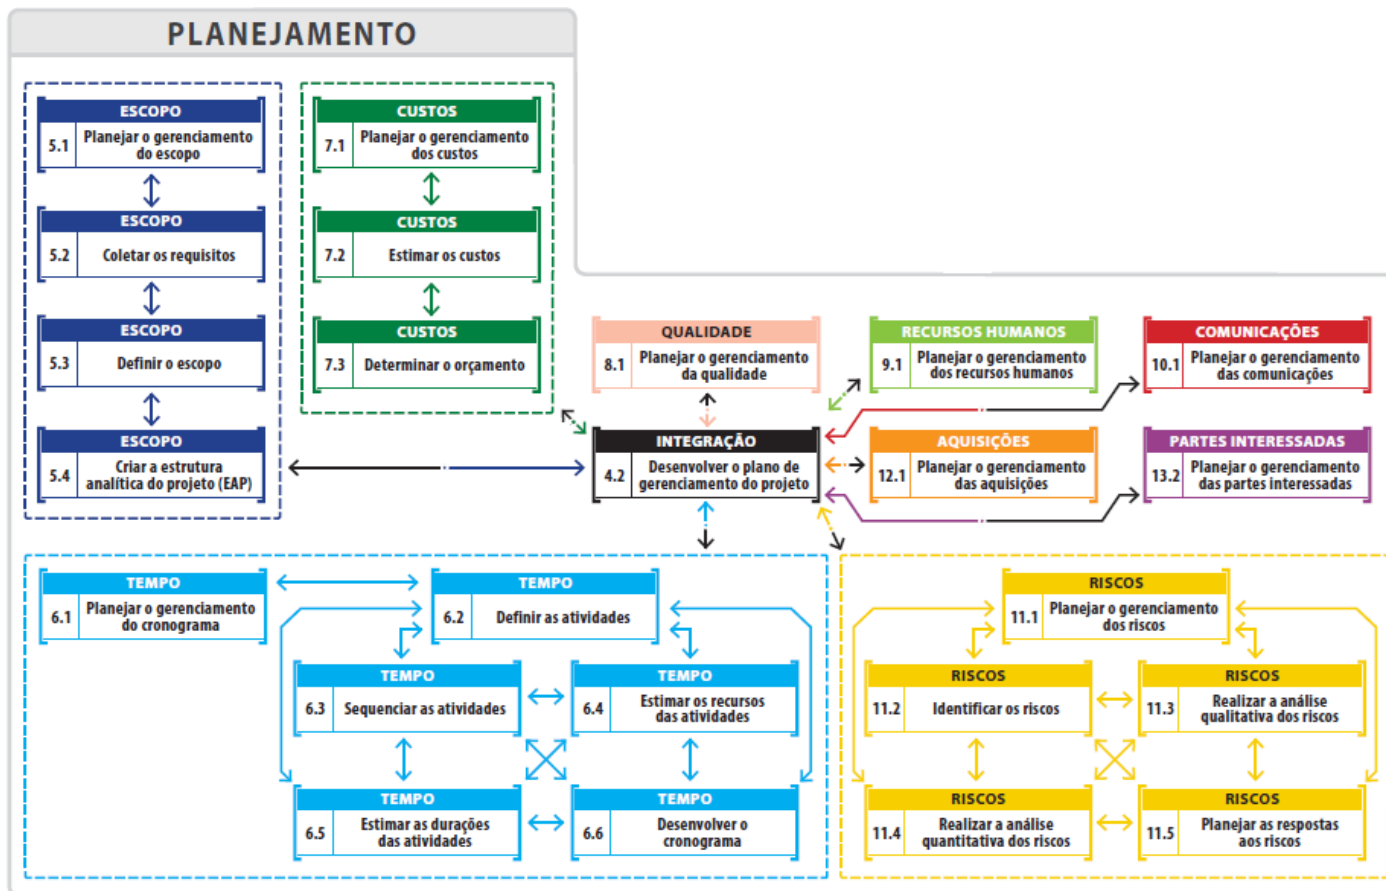 PLANEJAMENTO
ESCOPO
5.1
Planejar o gerenciamento
do escopo
ESCOPO
5.2
Coletar os requisitos
ESCOPO
5.3
Definir o escopo
ESCOPO
5.4
Criar a estrutura
analítica do projeto (EAP)
CUSTOS
7.1
Planejar o gerenciamento
dos custos
CUSTOS
7.2
Estimar os custos
CUSTOS
7.3
Determinar o orçamento
QUALIDADE
8.1
Planejar o gerenciamento
da qualidade
RECURSOS HUMANOS
9.1
Planejar o gerenciamento
dos recursos humanos
COMUNICAÇÕES
10.1
Planejar o gerenciamento
das comunicações
INTEGRAÇÃO
4.2
Desenvolver o plano de
gerenciamento do projeto
AQUISIÇÕES
12.1
Planejar o gerenciamento
das aquisições
PARTES INTERESSADAS
13.2
Planejar o gerenciamento
das partes interessadas
TEMPO
6.1
Planejar o gerenciamento
do cronograma
TEMPO
6.2
Definir as atividades
TEMPO
6.3
Sequenciar as atividades
TEMPO
6.4
Estimar os recursos
das atividades
TEMPO
6.5
Estimar as durações
das atividades
TEMPO
6.6
Desenvolver o
cronograma
RISCOS
11.1
Planejar o gerenciamento
dos riscos
RISCOS
11.2
Identificar os riscos
RISCOS
11.3
Realizar a análise
qualitativa dos riscos
RISCOS
11.4
Realizar a análise
quantitativa dos riscos
RISCOS
11.5
Planejar as respostas
aos riscos